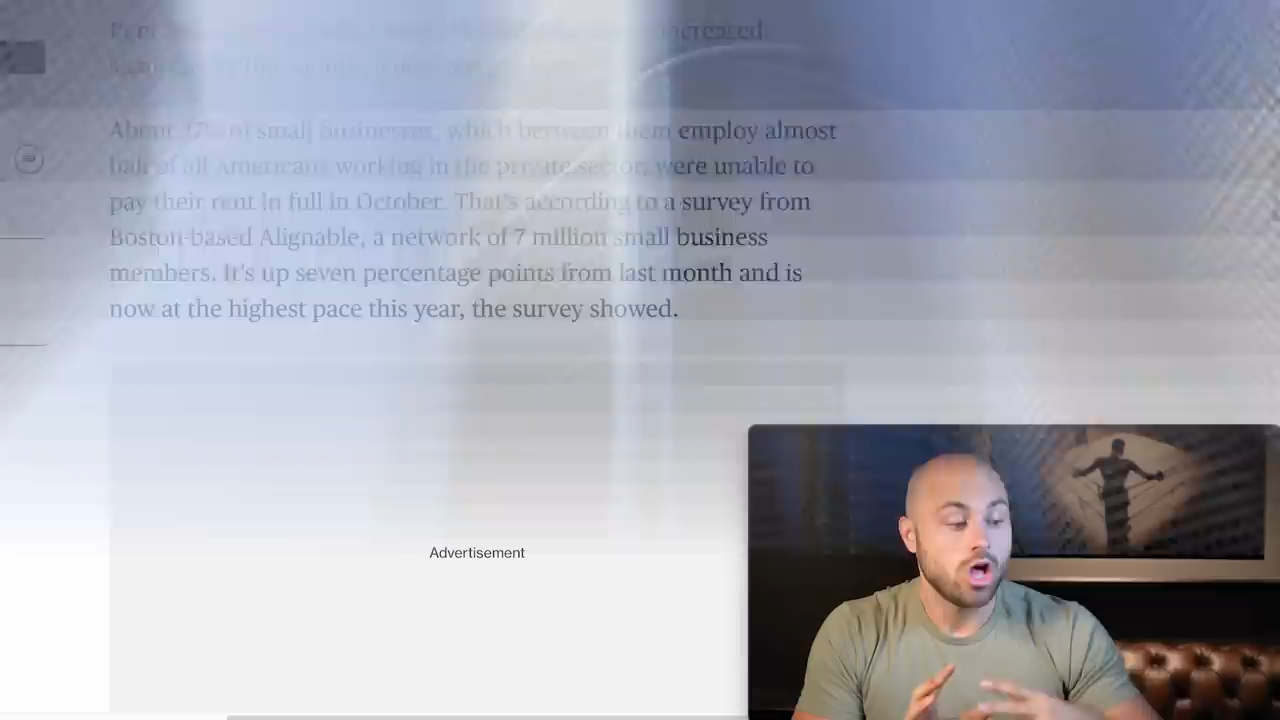 increased
About 37% of small businesses, which between them employ almost
half of all Americans working in the private sector, were unable to
pay their rent in full in October. That's according to a survey from
Boston-based Alignable, a network of 7 million small business
members. It's up seven percentage points from last month and is
now at the highest pace this year, the survey showed.
Advertisement